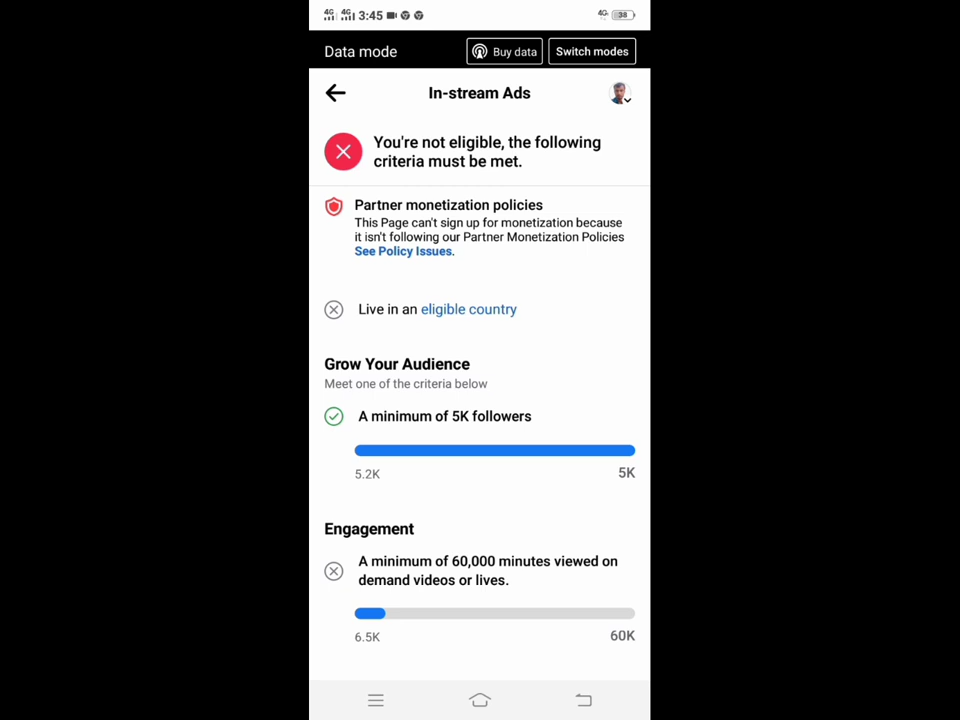 4G 4G 3:45 4G 38
Data mode Buy data Switch modes
In-stream Ads
You're not eligible, the following
criteria must be met.
Partner monetization policies
This Page can't sign up for monetization because
it isn't following our Partner Monetization Policies
See Policy Issues.
Live in an eligible country
Grow Your Audience
Meet one of the criteria below
A minimum of 5K followers
5.2K 5K
Engagement
A minimum of 60,000 minutes viewed on
demand videos or lives.
6.5K 60K